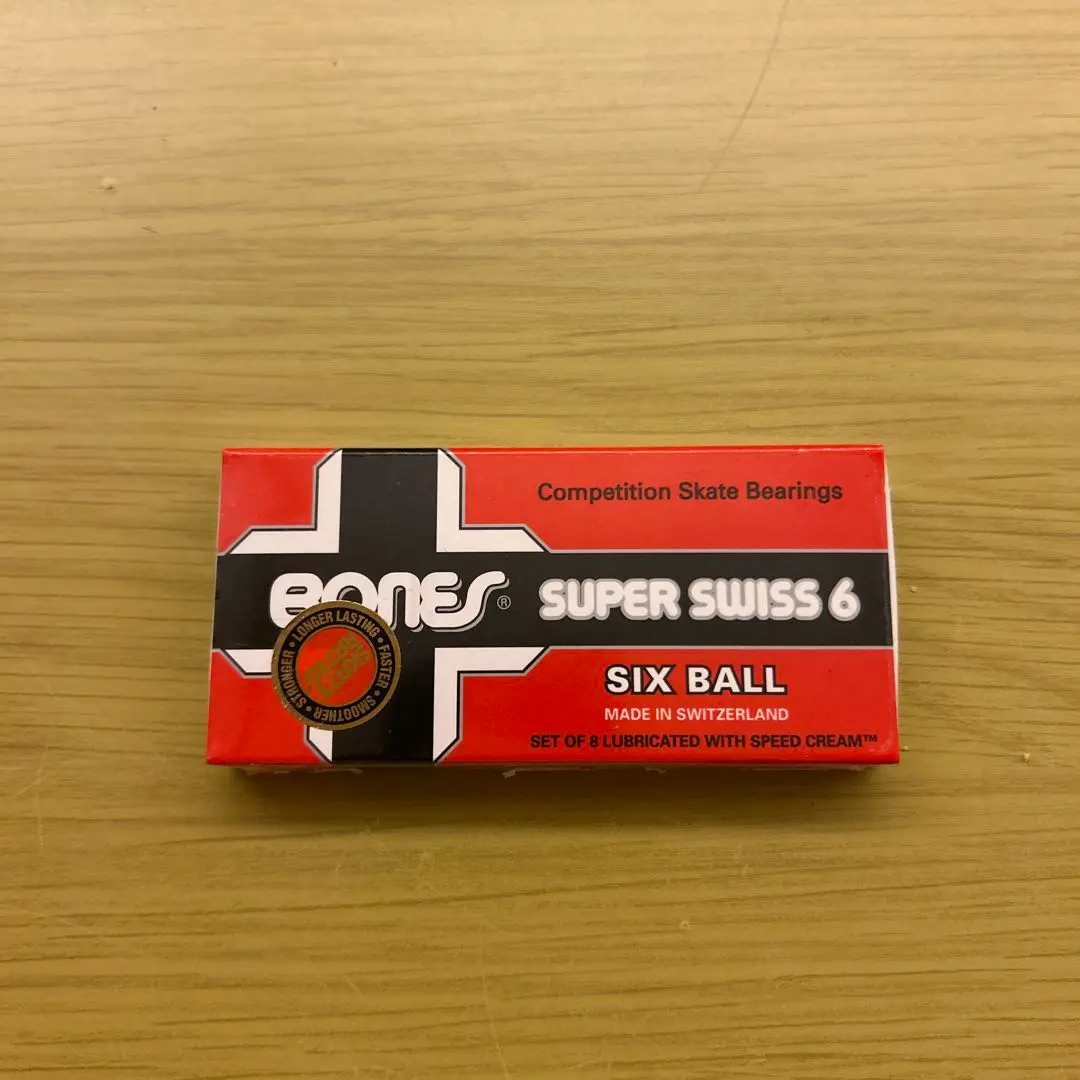 Competition Skate Bearings
BONES® SUPER SWISS 6
SIX BALL
MADE IN SWITZERLAND
SET OF 8 LUBRICATED WITH SPEED CREAM™
STRONGER • LONGER LASTING • FASTER • SMOOTHER •